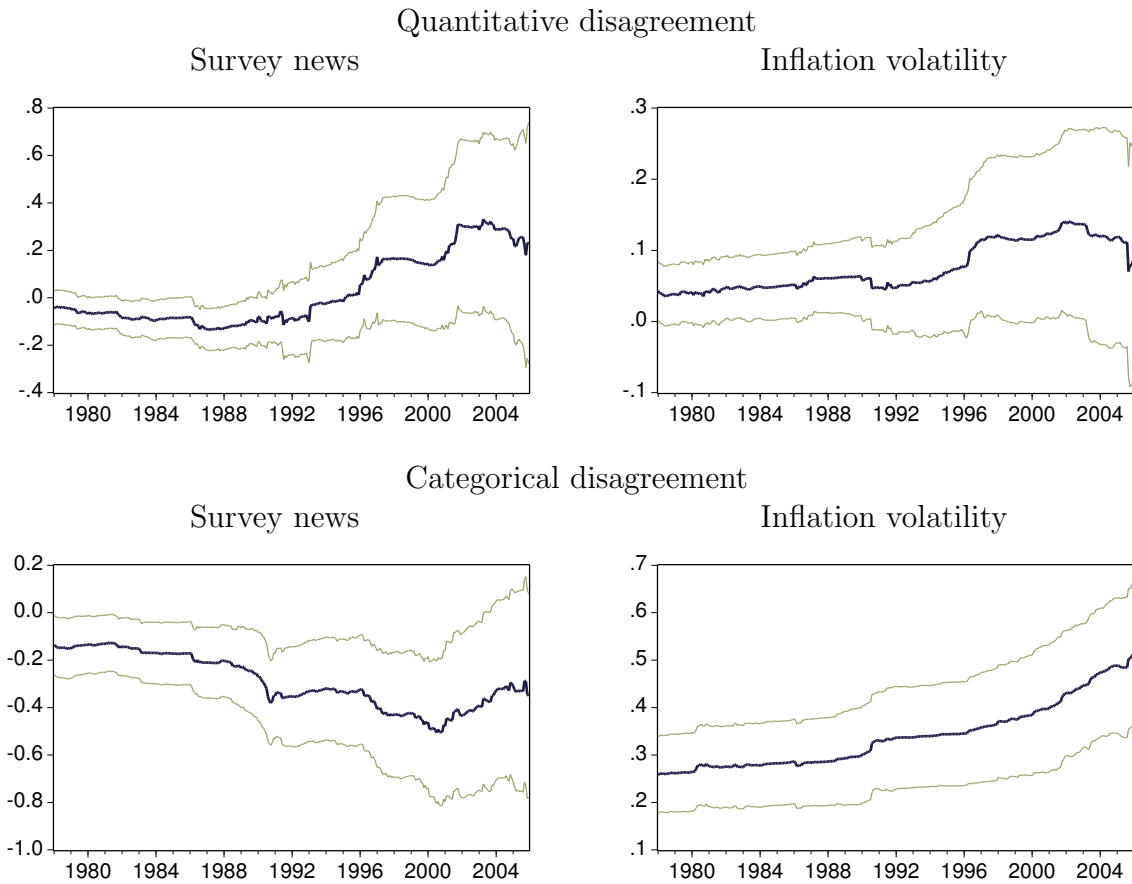 Quantitative disagreement
Survey news Inflation volatility
.8 .3
.6
.2
.4
.2 .1
.0
.0
-.2
-.4 -.1
1980 1984 1988 1992 1996 2000 2004 1980 1984 1988 1992 1996 2000 2004
Categorical disagreement
Survey news Inflation volatility
0.2 .7
0.0 .6
-0.2 .5
-0.4 .4
-0.6 .3
-0.8 .2
-1.0 .1
1980 1984 1988 1992 1996 2000 2004 1980 1984 1988 1992 1996 2000 2004